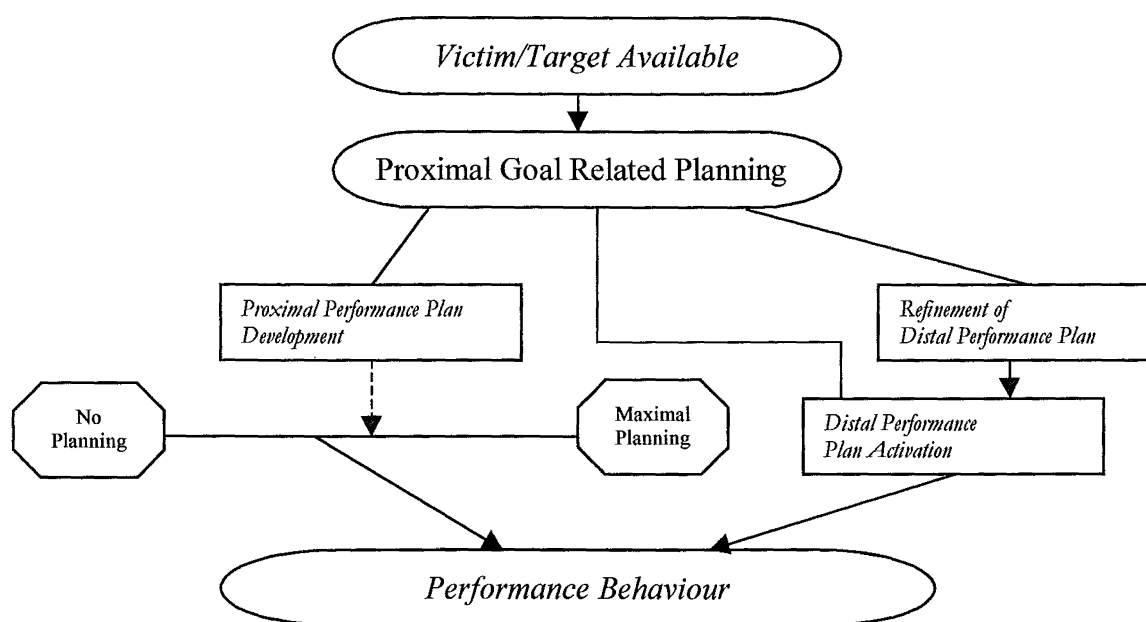 Victim/Target Available
Proximal Goal Related Planning
Proximal Performance Plan
Development
Refinement of
Distal Performance Plan
No
Planning
Maximal
Planning
Distal Performance
Plan Activation
Performance Behaviour